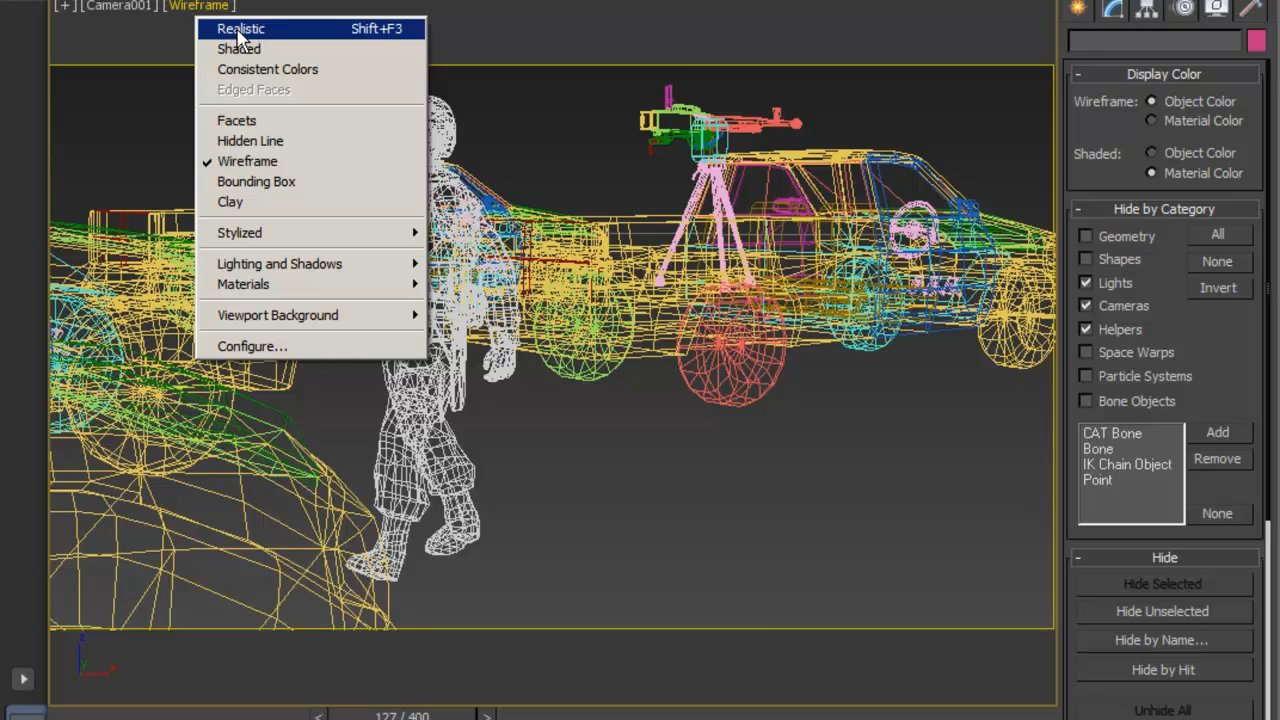 [+][Camera001][Wireframe]
Realistic Shift+F3
Shaded
Consistent Colors
Edged Faces
Facets
Hidden Line
Wireframe
Bounding Box
Clay
Stylized
Lighting and Shadows
Materials
Viewport Background
Configure...
z
y
x
< 127 / 400 >
- Display Color
Wireframe: Object Color
Material Color
Shaded: Object Color
Material Color
- Hide by Category
Geometry All
Shapes None
Lights Invert
Cameras
Helpers
Space Warps
Particle Systems
Bone Objects
CAT Bone Add
Bone Remove
IK Chain Object
Point
None
- Hide
Hide Selected
Hide Unselected
Hide by Name...
Hide by Hit
Unhide All